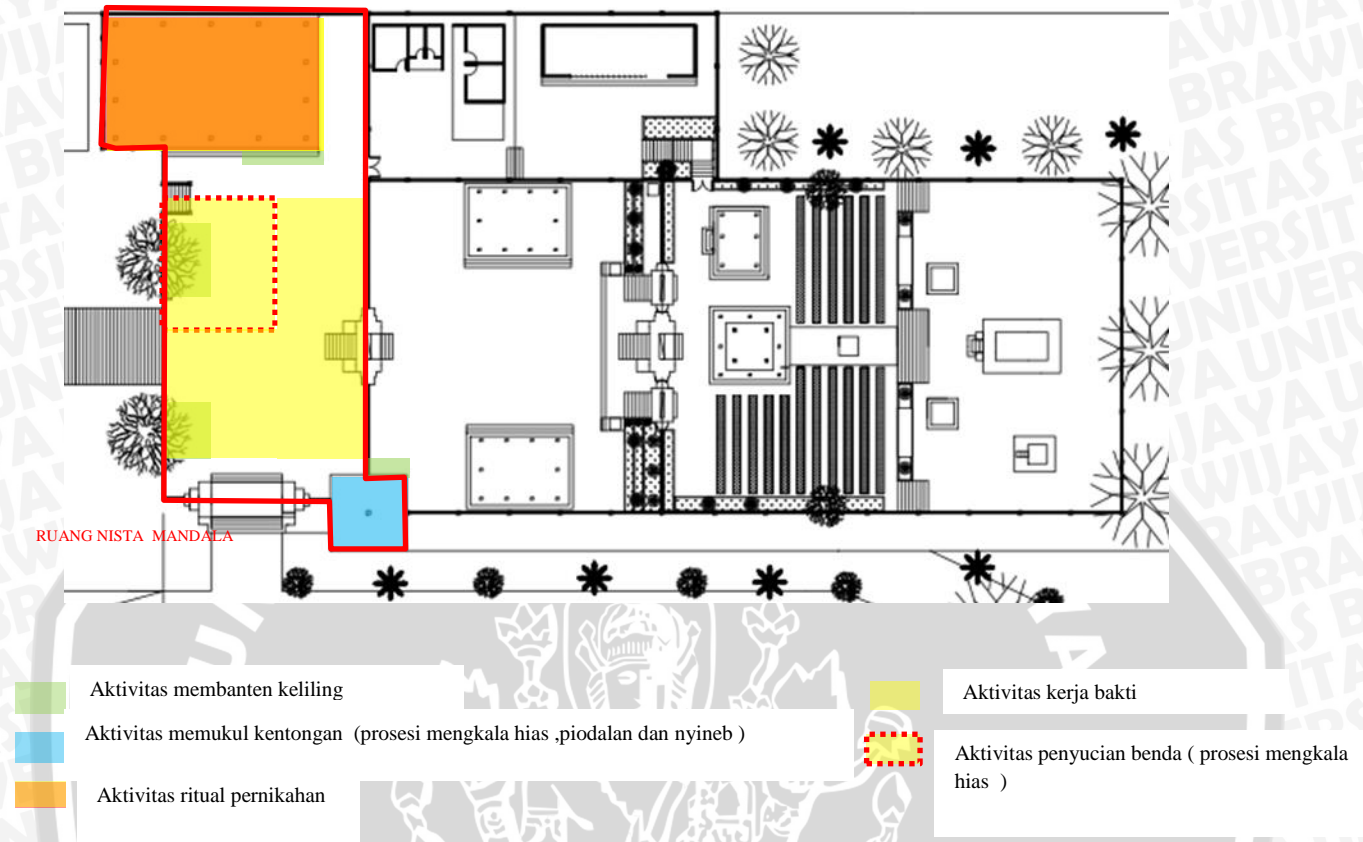 RUANG NISTA MANDALA
Aktivitas membanten keliling
Aktivitas memukul kentongan (prosesi mengkala hias ,piodalan dan nyineb )
Aktivitas ritual pernikahan
Aktivitas kerja bakti
Aktivitas penyucian benda ( prosesi mengkala
hias )